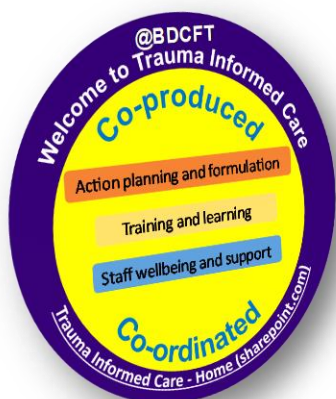 @BDCFT
Welcome to Trauma Informed Care
Co-produced
Action planning and formulation
Training and learning
Staff wellbeing and support
Co-ordinated
Trauma Informed Care - Home (sharepoint.com)